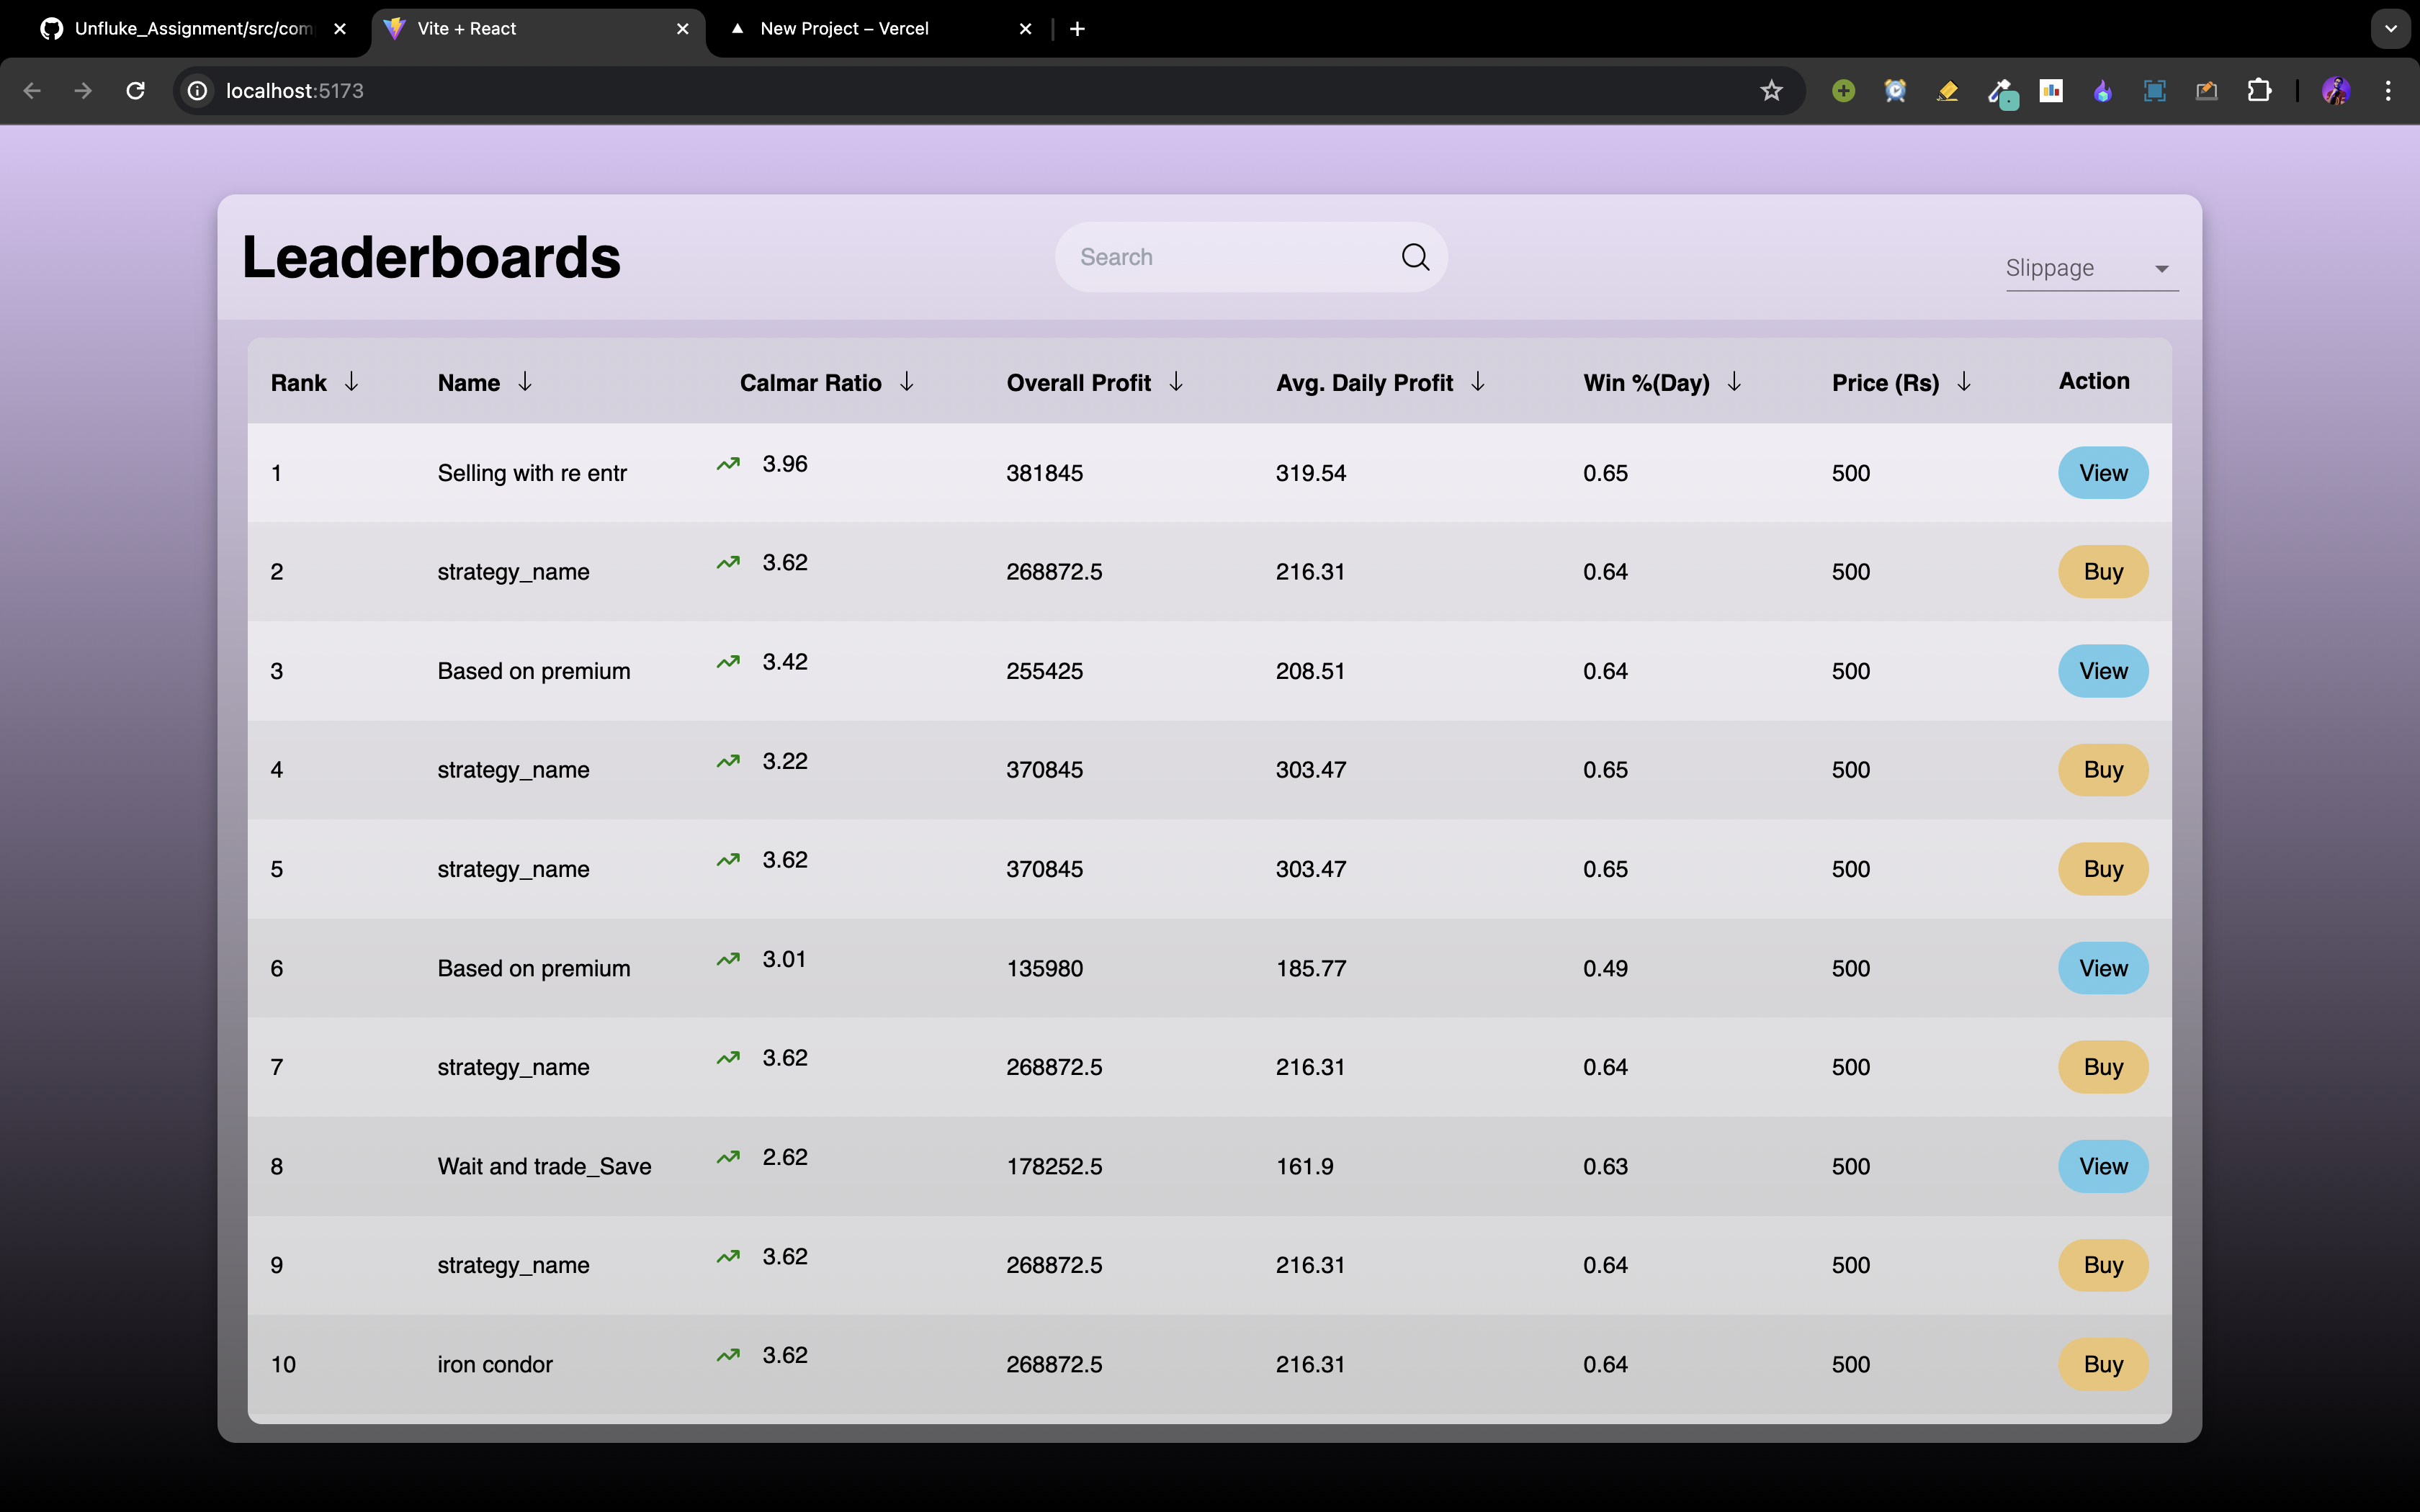 Unfluke_Assignment/src/com
Vite + React
New Project – Vercel
localhost:5173
Leaderboards
Search
Slippage
Rank Name Calmar Ratio Overall Profit Avg. Daily Profit Win %(Day) Price (Rs) Action
1 Selling with re entr 3.96 381845 319.54 0.65 500 View
2 strategy_name 3.62 268872.5 216.31 0.64 500 Buy
3 Based on premium 3.42 255425 208.51 0.64 500 View
4 strategy_name 3.22 370845 303.47 0.65 500 Buy
5 strategy_name 3.62 370845 303.47 0.65 500 Buy
6 Based on premium 3.01 135980 185.77 0.49 500 View
7 strategy_name 3.62 268872.5 216.31 0.64 500 Buy
8 Wait and trade_Save 2.62 178252.5 161.9 0.63 500 View
9 strategy_name 3.62 268872.5 216.31 0.64 500 Buy
10 iron condor 3.62 268872.5 216.31 0.64 500 Buy